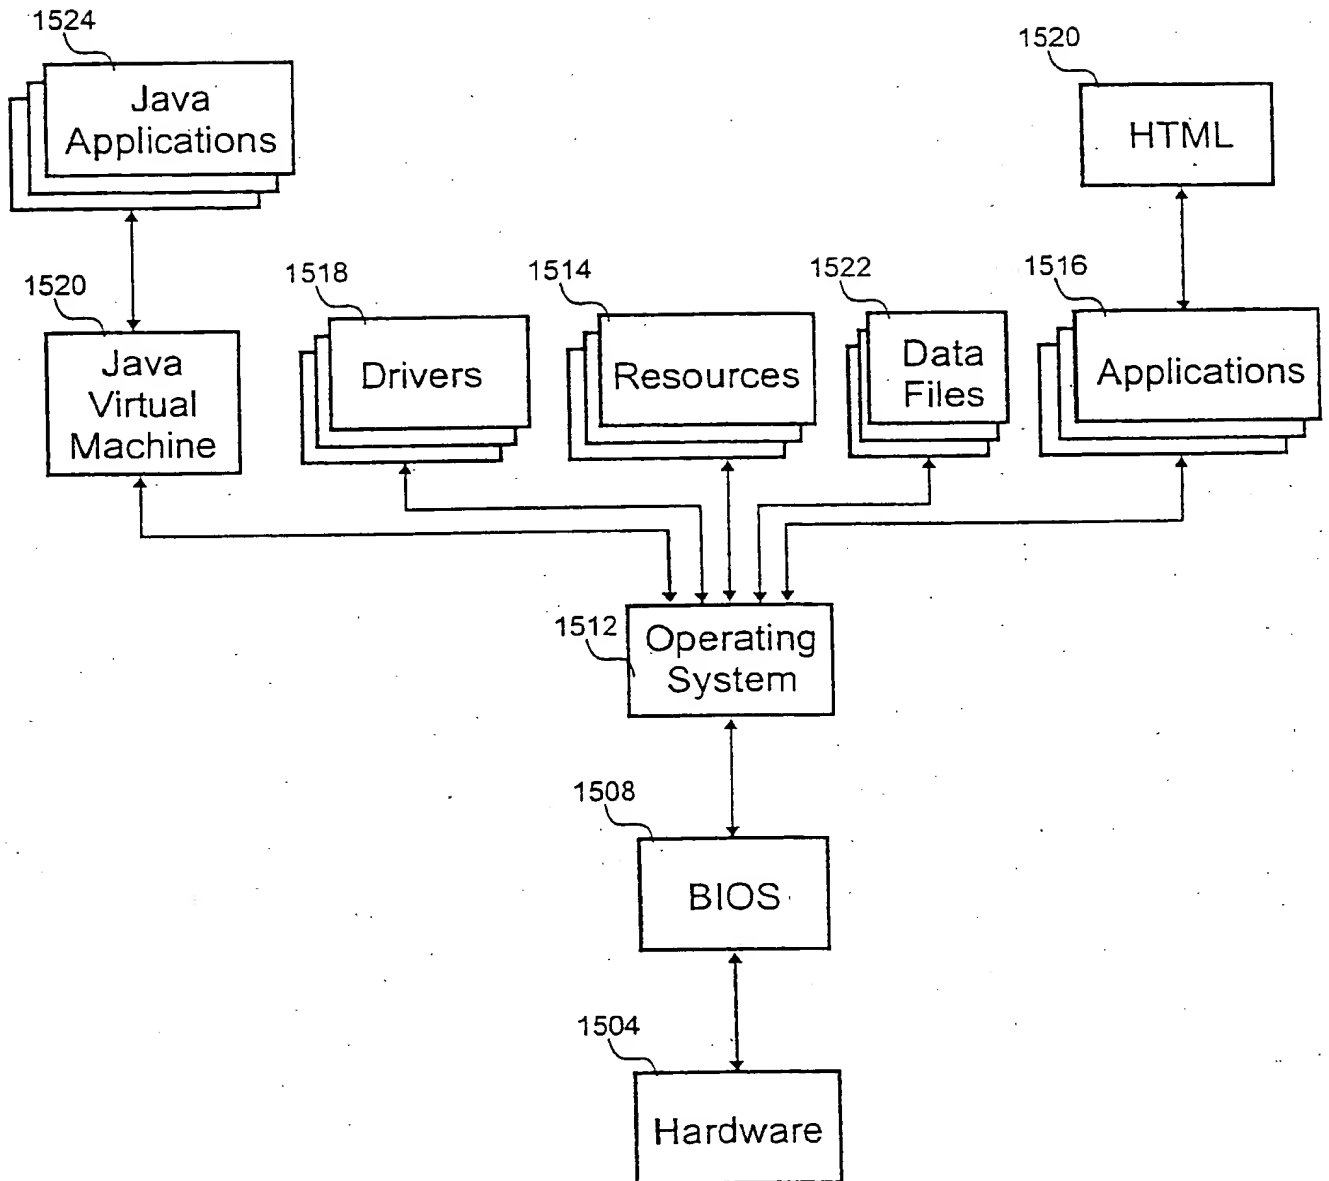 1524
Java
Applications
1520
HTML
1520
Java
Virtual
Machine
1518
Drivers
1514
Resources
1522
Data
Files
1516
Applications
1512
Operating
System
1508
BIOS
1504
Hardware